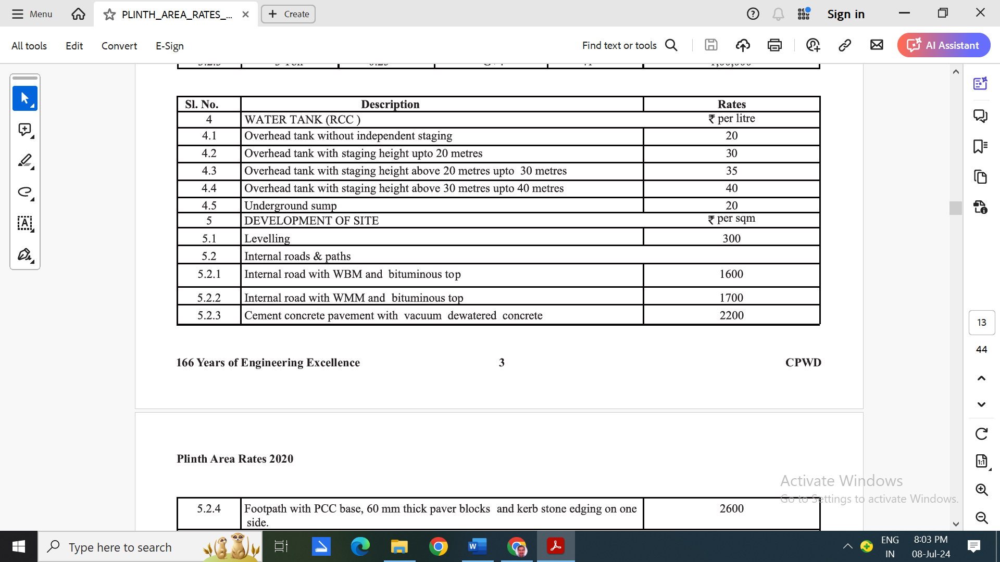 Menu
PLINTH_AREA_RATES_...
Create
Sign in
All tools Edit Convert E-Sign
Find text or tools
AI Assistant
Sl. No. Description Rates
4 WATER TANK (RCC ) ₹ per litre
4.1 Overhead tank without independent staging 20
4.2 Overhead tank with staging height upto 20 metres 30
4.3 Overhead tank with staging height above 20 metres upto 30 metres 35
4.4 Overhead tank with staging height above 30 metres upto 40 metres 40
4.5 Underground sump 20
5 DEVELOPMENT OF SITE ₹ per sqm
5.1 Levelling 300
5.2 Internal roads & paths
5.2.1 Internal road with WBM and bituminous top 1600
5.2.2 Internal road with WMM and bituminous top 1700
5.2.3 Cement concrete pavement with vacuum dewatered concrete 2200
13
44
166 Years of Engineering Excellence 3 CPWD
Plinth Area Rates 2020
Activate Windows
Go to Settings to activate Windows.
5.2.4 Footpath with PCC base, 60 mm thick paver blocks and kerb stone edging on one 2600
side.
Type here to search
ENG
IN
8:03 PM
08-Jul-24